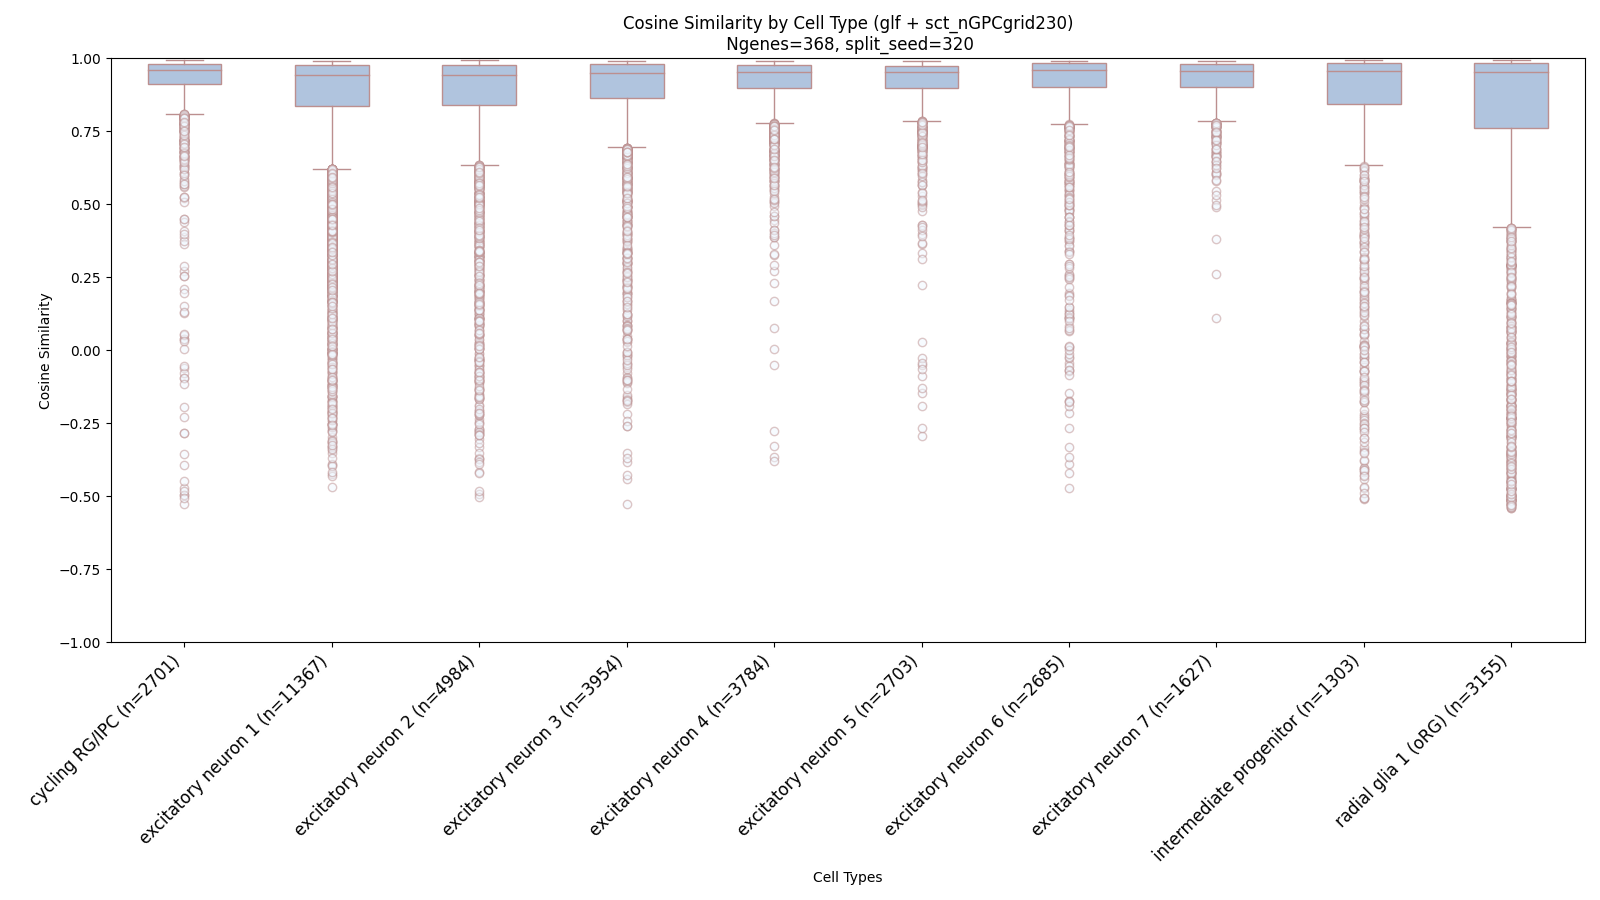 Cosine Similarity by Cell Type (glf + sct_nGPCgrid230)
Ngenes=368, split_seed=320
Cosine Similarity
1.00
0.75
0.50
0.25
0.00
−0.25
−0.50
−0.75
−1.00
cycling RG/IPC (n=2701)
excitatory neuron 1 (n=11367)
excitatory neuron 2 (n=4984)
excitatory neuron 3 (n=3954)
excitatory neuron 4 (n=3784)
excitatory neuron 5 (n=2703)
excitatory neuron 6 (n=2685)
excitatory neuron 7 (n=1627)
intermediate progenitor (n=1303)
radial glia 1 (oRG) (n=3155)
Cell Types